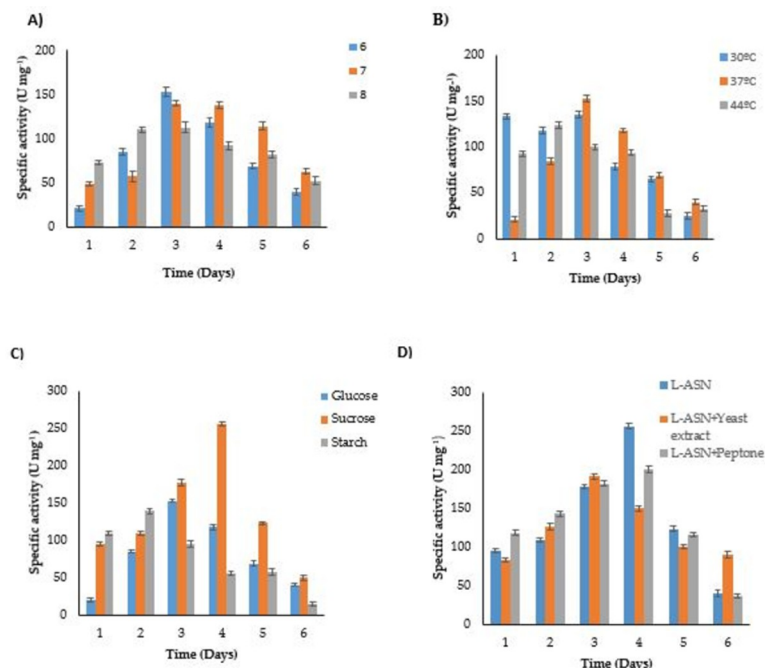 A)
200
150
100
50
0
Specific activity (U mg⁻¹)
6
7
8
1 2 3 4 5 6
Time (Days)
B)
200
150
100
50
0
Specific activity (U mg-¹)
30ºC
37ºC
44ºC
1 2 3 4 5 6
Time (Days)
C)
300
250
200
150
100
50
0
Specific activity (U mg⁻¹)
Glucose
Sucrose
Starch
1 2 3 4 5 6
Time (Days)
D)
300
250
200
150
100
50
0
Specific activity (U mg⁻¹)
L-ASN
L-ASN+Yeast
extract
L-ASN+Peptone
1 2 3 4 5 6
Time (Days)